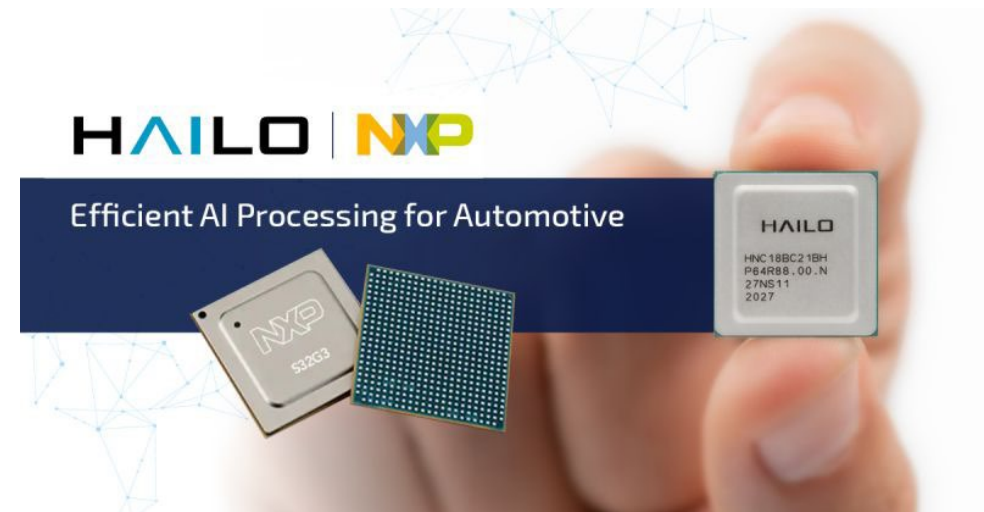 HAILO | NXP
Efficient AI Processing for Automotive
NXP
S32G3
HAILO
HNC18BC21BH
P64R88.00.N
27NS11
2027